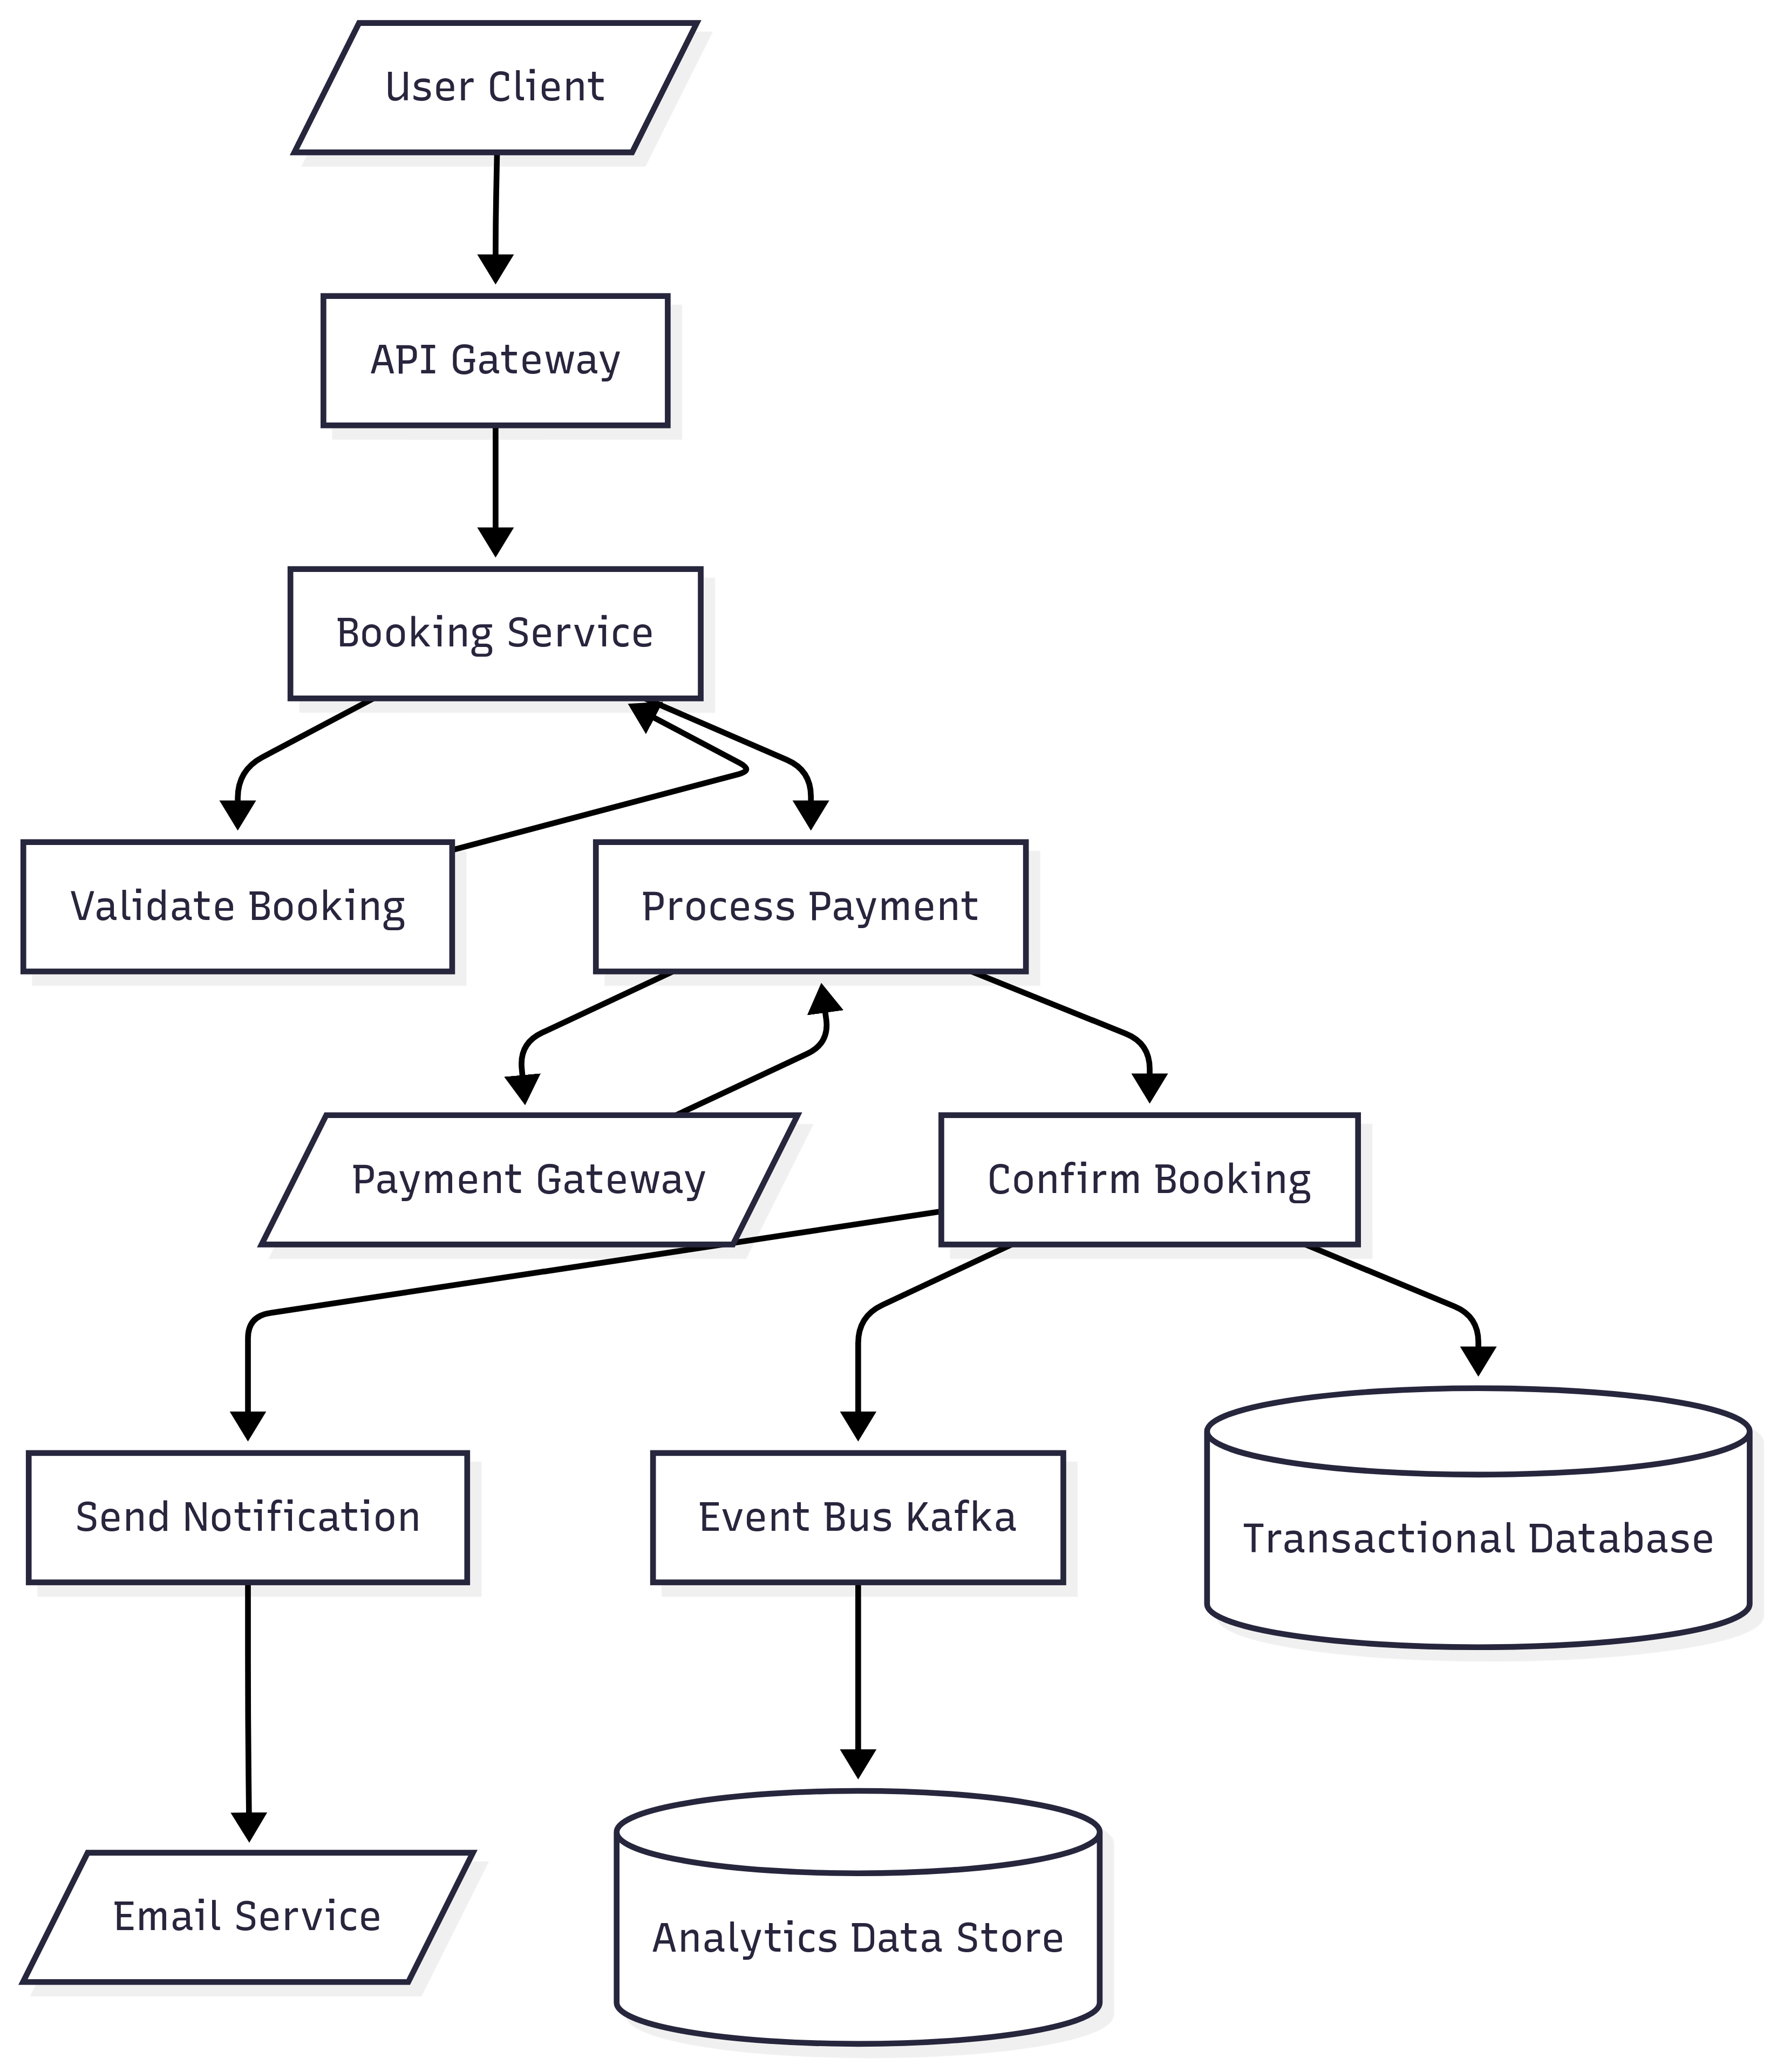 User Client
API Gateway
Booking Service
Validate Booking
Process Payment
Payment Gateway
Confirm Booking
Send Notification
Event Bus Kafka
Transactional Database
Email Service
Analytics Data Store